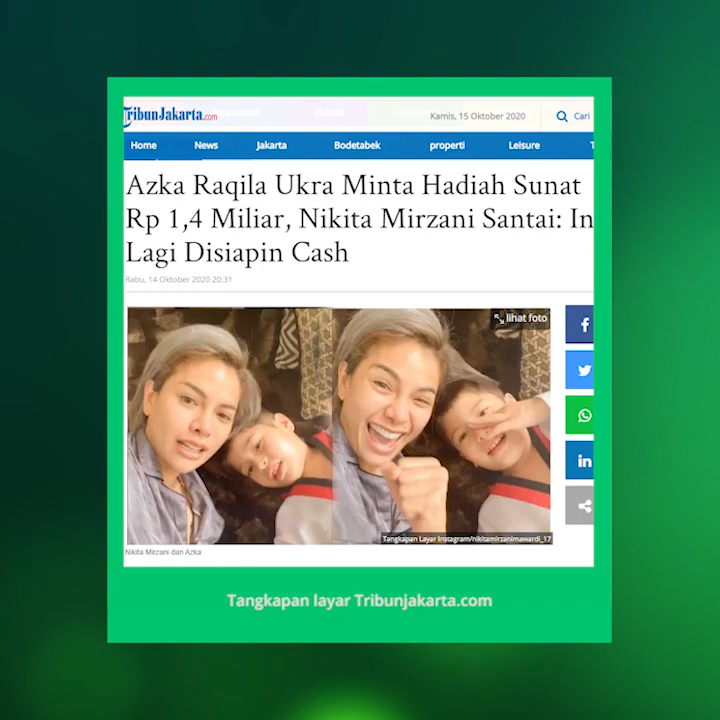 TribunJakarta.com
Kamis, 15 Oktober 2020
Cari
Home News Jakarta Bodetabek properti Leisure T
Azka Raqila Ukra Minta Hadiah Sunat
Rp 1,4 Miliar, Nikita Mirzani Santai: In
Lagi Disiapin Cash
Rabu, 14 Oktober 2020 20:31
lihat foto
Tangkapan Layar Instagram/nikitamirzanimawardi_17
Nikita Mirzani dan Azka
Tangkapan layar Tribunjakarta.com